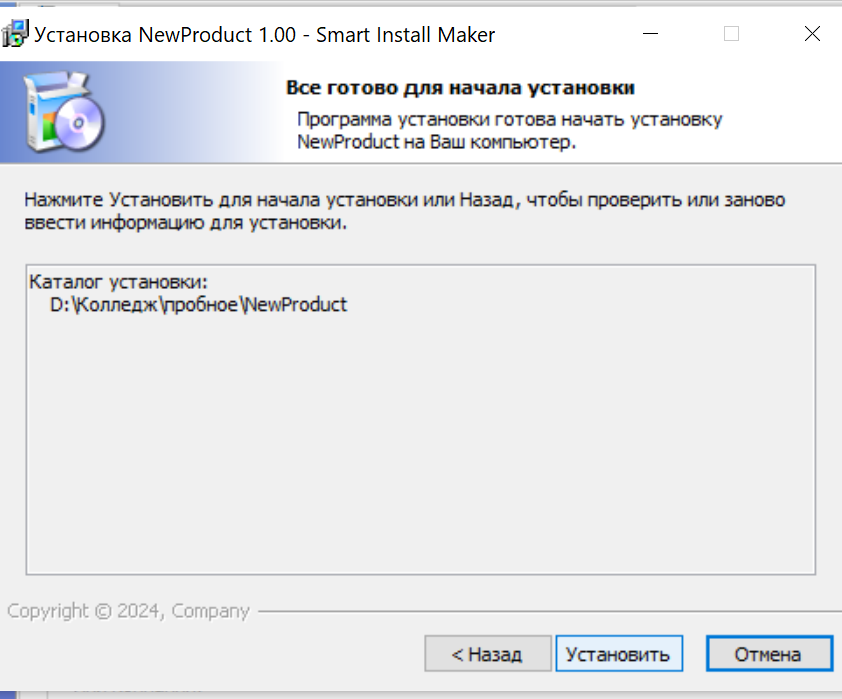 Установка NewProduct 1.00 - Smart Install Maker
Все готово для начала установки
Программа установки готова начать установку
NewProduct на Ваш компьютер.
Нажмите Установить для начала установки или Назад, чтобы проверить или заново
ввести информацию для установки.
Каталог установки:
D:\Колледж\пробное\NewProduct
Copyright © 2024, Company
< Назад
Установить
Отмена